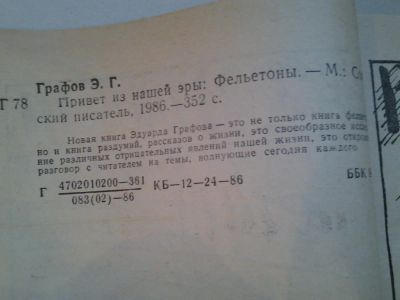 Графов Э. Г.
Г 78 Привет из нашей эры: Фельетоны. — М.: Со
ский писатель, 1986.—352 с.
Новая книга Эдуарда Графова — это не только книга
но и книга раздумий, рассказов о жизни, это своеобразное
ние различных отрицательных явлений нашей жизни, это
разговор с читателем на темы, волнующие сегодня каждого
Г 4702010200—361 КБ—12—24—86
083(02)—86
ББК